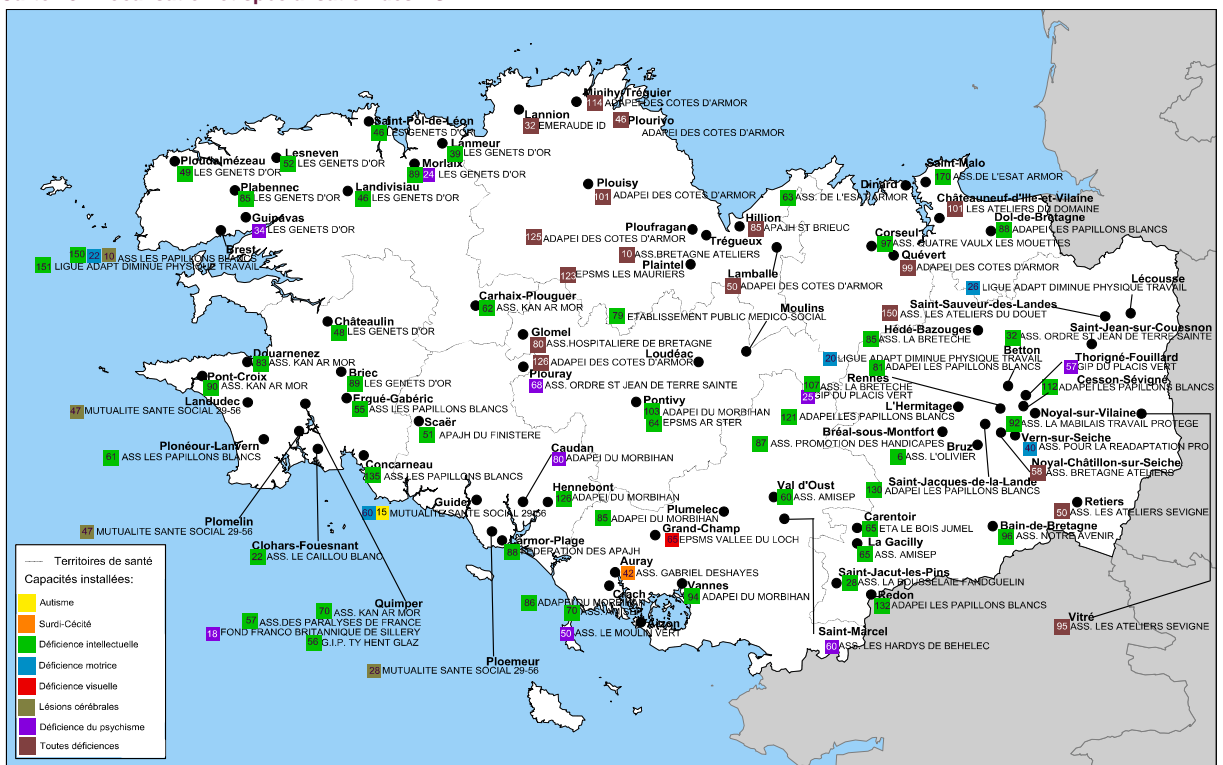 Minihy-Tréguier
114 ADAPEI DES COTES D'ARMOR
Lannion
32 EMERAUDE ID
46 Plourivo
ADAPEI DES COTES D'ARMOR
Saint-Pol-de-Léon
46 LES GENETS D'OR
Lanmeur
39 LES GENETS D'OR
Lesneven
52 LES GENETS D'OR
Ploudalmézeau
49 LES GENETS D'OR
Morlaix
89 24 LES GENETS D'OR
Plabennec
85 LES GENETS D'OR
Landivisiau
46 LES GENETS D'OR
Plouisy
101 ADAPEI DES COTES D'ARMOR
Saint-Malo
170 ASS.DE L'ESAT ARMOR
Dinard
63 ASS. DE L'ESAT ARMOR
Châteauneuf-d'Ille-et-Vilaine
101 LES ATELIERS DU DOMAINE
Guipavas
34 LES GENETS D'OR
Hillion
85 APAJH ST BRIEUC
Dol-de-Bretagne
88 ADAPEI LES PAPILLONS BLANCS
Ploufragan
125 ADAPEI DES COTES D'ARMOR
Trégueux
10 ASS.BRETAGNE ATELIERS
Corseul
97 ASS. QUATRE VAULX LES MOUETTES
Brest
150 22 10 ASS LES PAPILLONS BLANCS
151 LIGUE ADAPT DIMINUE PHYSIQUE TRAVAIL
Quévert
99 ADAPEI DES COTES D'ARMOR
Plaintel
123 EPSMS LES MAURIERS
Lamballe
50 ADAPEI DES COTES D'ARMOR
Lécousse
26 LIGUE ADAPT DIMINUE PHYSIQUE TRAVAIL
Carhaix-Plouguer
62 ASS. KAN AR MOR
Moulins
79 ETABLISSEMENT PUBLIC MEDICO-SOCIAL
Saint-Sauveur-des-Landes
150 ASS. LES ATELIERS DU DOUET
Châteaulin
48 LES GENETS D'OR
Glomel
80 ASS.HOSPITALIERE DE BRETAGNE
Hédé-Bazouges
85 ASS. LA BRETECHE
Saint-Jean-sur-Couesnon
32 ASS. ORDRE ST JEAN DE TERRE SAINTE
Loudéac
126 ADAPEI DES COTES D'ARMOR
Betton
20 LIGUE ADAPT DIMINUE PHYSIQUE TRAVAIL
81 ADAPEI LES PAPILLONS BLANCS
Thorigné-Fouillard
57 GIP DU PLACIS VERT
Douarnenez
83 ASS. KAN AR MOR
Pont-Croix
90 ASS. KAN AR MOR
Briec
89 LES GENETS D'OR
Plouray
68 ASS. ORDRE ST JEAN DE TERRE SAINTE
Rennes
107 ASS. LA BRETECHE
25 GIP DU PLACIS VERT
Cesson-Sévigné
112 ADAPEI LES PAPILLONS BLANCS
Landudec
47 MUTUALITE SANTE SOCIAL 29-56
Ergué-Gabéric
55 ASS LES PAPILLONS BLANCS
Pontivy
103 ADAPEI DU MORBIHAN
64 EPSMS AR STER
L'Hermitage
121 ADAPEI LES PAPILLONS BLANCS
Noyal-sur-Vilaine
92 ASS. LA MABILAIS TRAVAIL PROTEGE
Scaër
51 APAJH DU FINISTERE
Bréal-sous-Montfort
87 ASS. PROMOTION DES HANDICAPES
Vern-sur-Seiche
40 ASS. POUR LA READAPTATION PRO
Plonéour-Lanvern
61 ASS LES PAPILLONS BLANCS
Caudan
80 ADAPEI DU MORBIHAN
Bruz
6 ASS. L'OLIVIER
Noyal-Châtillon-sur-Seiche
58 ASS. BRETAGNE ATELIERS
Concarneau
135 ASS LES PAPILLONS BLANCS
Hennebont
126 ADAPEI DU MORBIHAN
Val d'Oust
60 ASS. AMISEP
Saint-Jacques-de-la-Lande
130 ADAPEI LES PAPILLONS BLANCS
Guidel
60 15 MUTUALITE SANTE SOCIAL 29-56
Plumelec
85 ADAPEI DU MORBIHAN
Retiers
50 ASS. LES ATELIERS SEVIGNE
Plomelin
47 MUTUALITE SANTE SOCIAL 29-56
Grand-Champ
65 EPSMS VALLEE DU LOCH
Carentoir
65 ETA LE BOIS JUMEL
Bain-de-Bretagne
96 ASS. NOTRE AVENIR
Larmor-Plage
88 FEDERATION DES APAJH
La Gacilly
65 ASS. AMISEP
Clohars-Fouesnant
22 ASS. LE CAILLOU BLANC
Auray
42 ASS. GABRIEL DESHAYES
Saint-Jacut-les-Pins
28 ASS. LA BOUSSELAIE FANDGUELIN
Crach
86 ADAPEI DU MORBIHAN
Vannes
94 ADAPEI DU MORBIHAN
Redon
132 ADAPEI LES PAPILLONS BLANCS
Quimper
70 ASS. KAN AR MOR
57 ASS.DES PARALYSES DE FRANCE
18 FOND FRANCO BRITANNIQUE DE SILLERY
56 G.I.P. TY HENT GLAZ
70
50 ASS. LE MOULIN VERT
Vitré
95 ASS. LES ATELIERS SEVIGNE
Saint-Marcel
60 ASS. LES HARDYS DE BEHELEC
Ploemeur
28 MUTUALITE SANTE SOCIAL 29-56
Territoires de santé
Capacités installées:
Autisme
Surdi-Cécité
Déficience intellectuelle
Déficience motrice
Déficience visuelle
Lésions cérébrales
Déficience du psychisme
Toutes déficiences